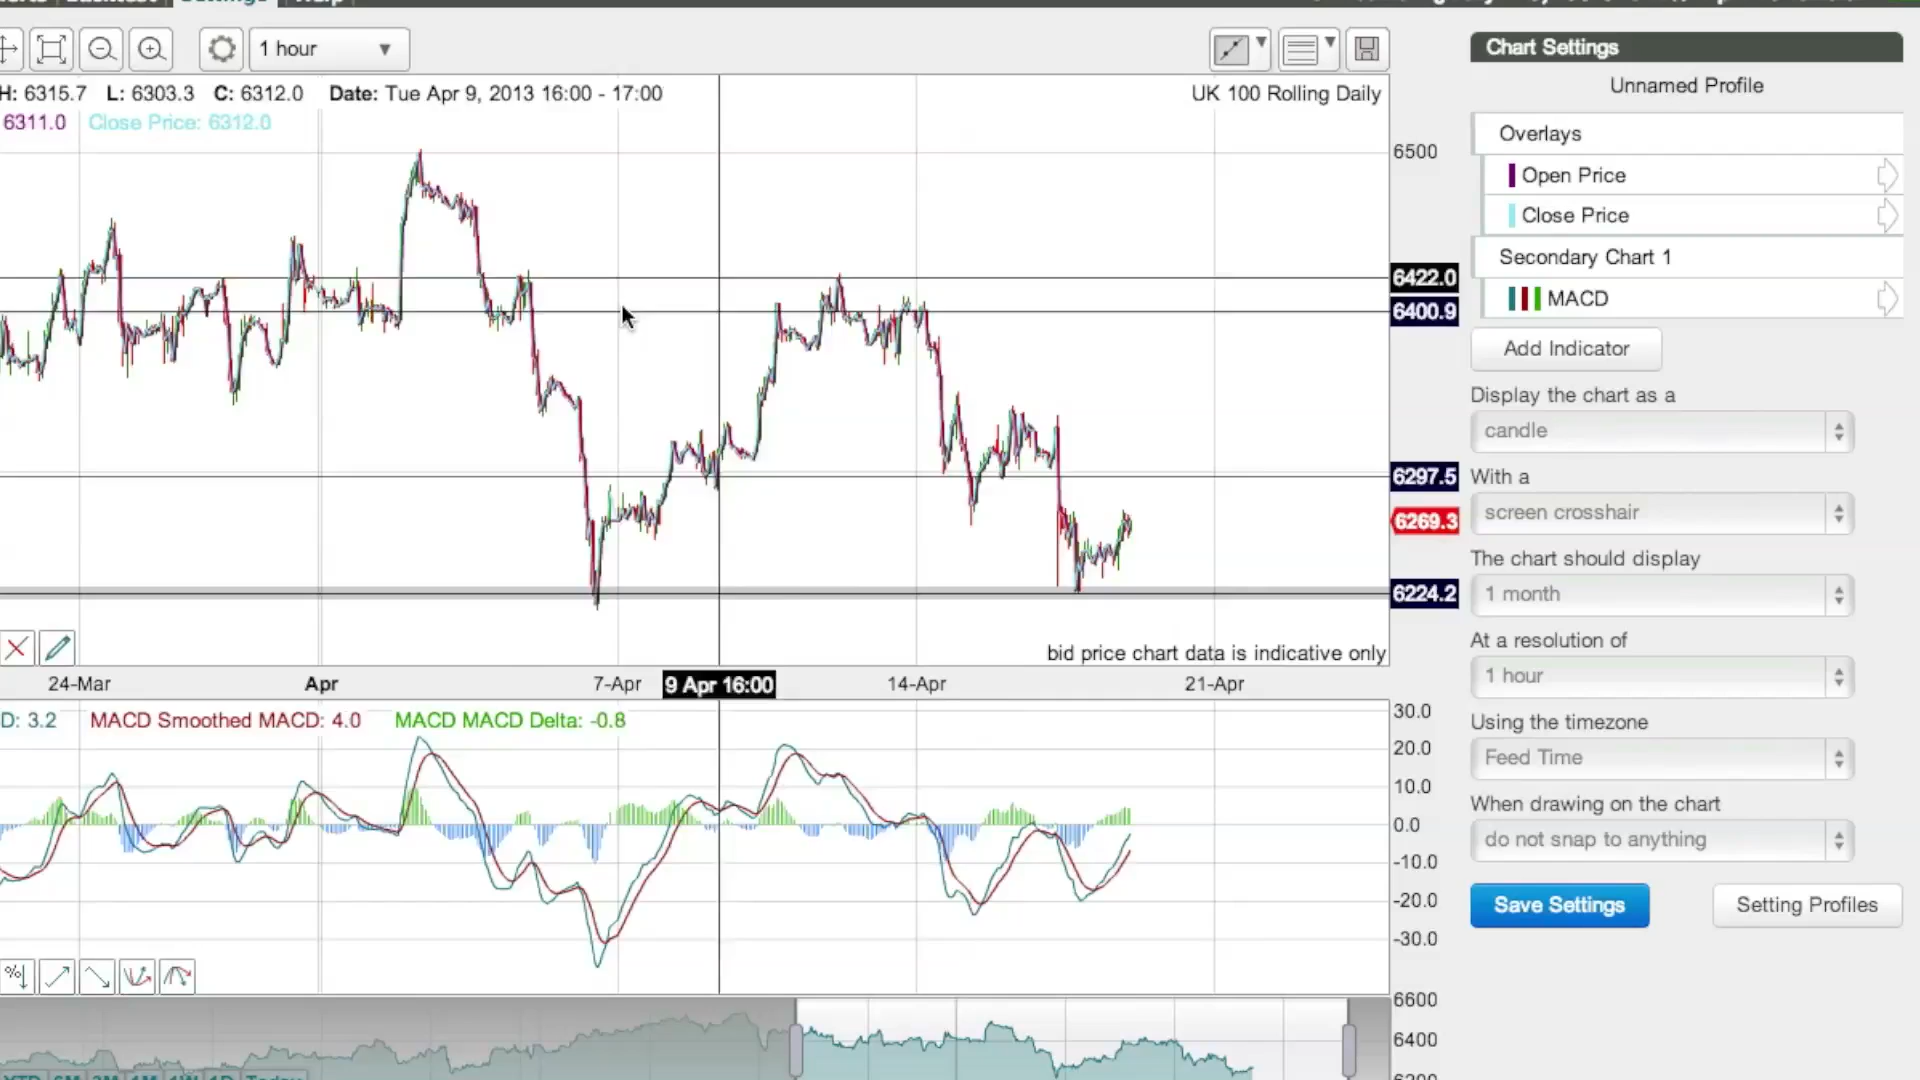 1 hour
H: 6315.7 L: 6303.3 C: 6312.0 Date: Tue Apr 9, 2013 16:00 - 17:00
UK 100 Rolling Daily
6311.0 Close Price: 6312.0
6500
6422.0
6400.9
6297.5
6269.3
6224.2
bid price chart data is indicative only
24-Mar Apr 7-Apr 9 Apr 16:00 14-Apr 21-Apr
D: 3.2 MACD Smoothed MACD: 4.0 MACD MACD Delta: -0.8
30.0
20.0
10.0
0.0
-10.0
-20.0
-30.0
6600
6400
Chart Settings
Unnamed Profile
Overlays
Open Price
Close Price
Secondary Chart 1
MACD
Add Indicator
Display the chart as a
candle
With a
screen crosshair
The chart should display
1 month
At a resolution of
1 hour
Using the timezone
Feed Time
When drawing on the chart
do not snap to anything
Save Settings Setting Profiles